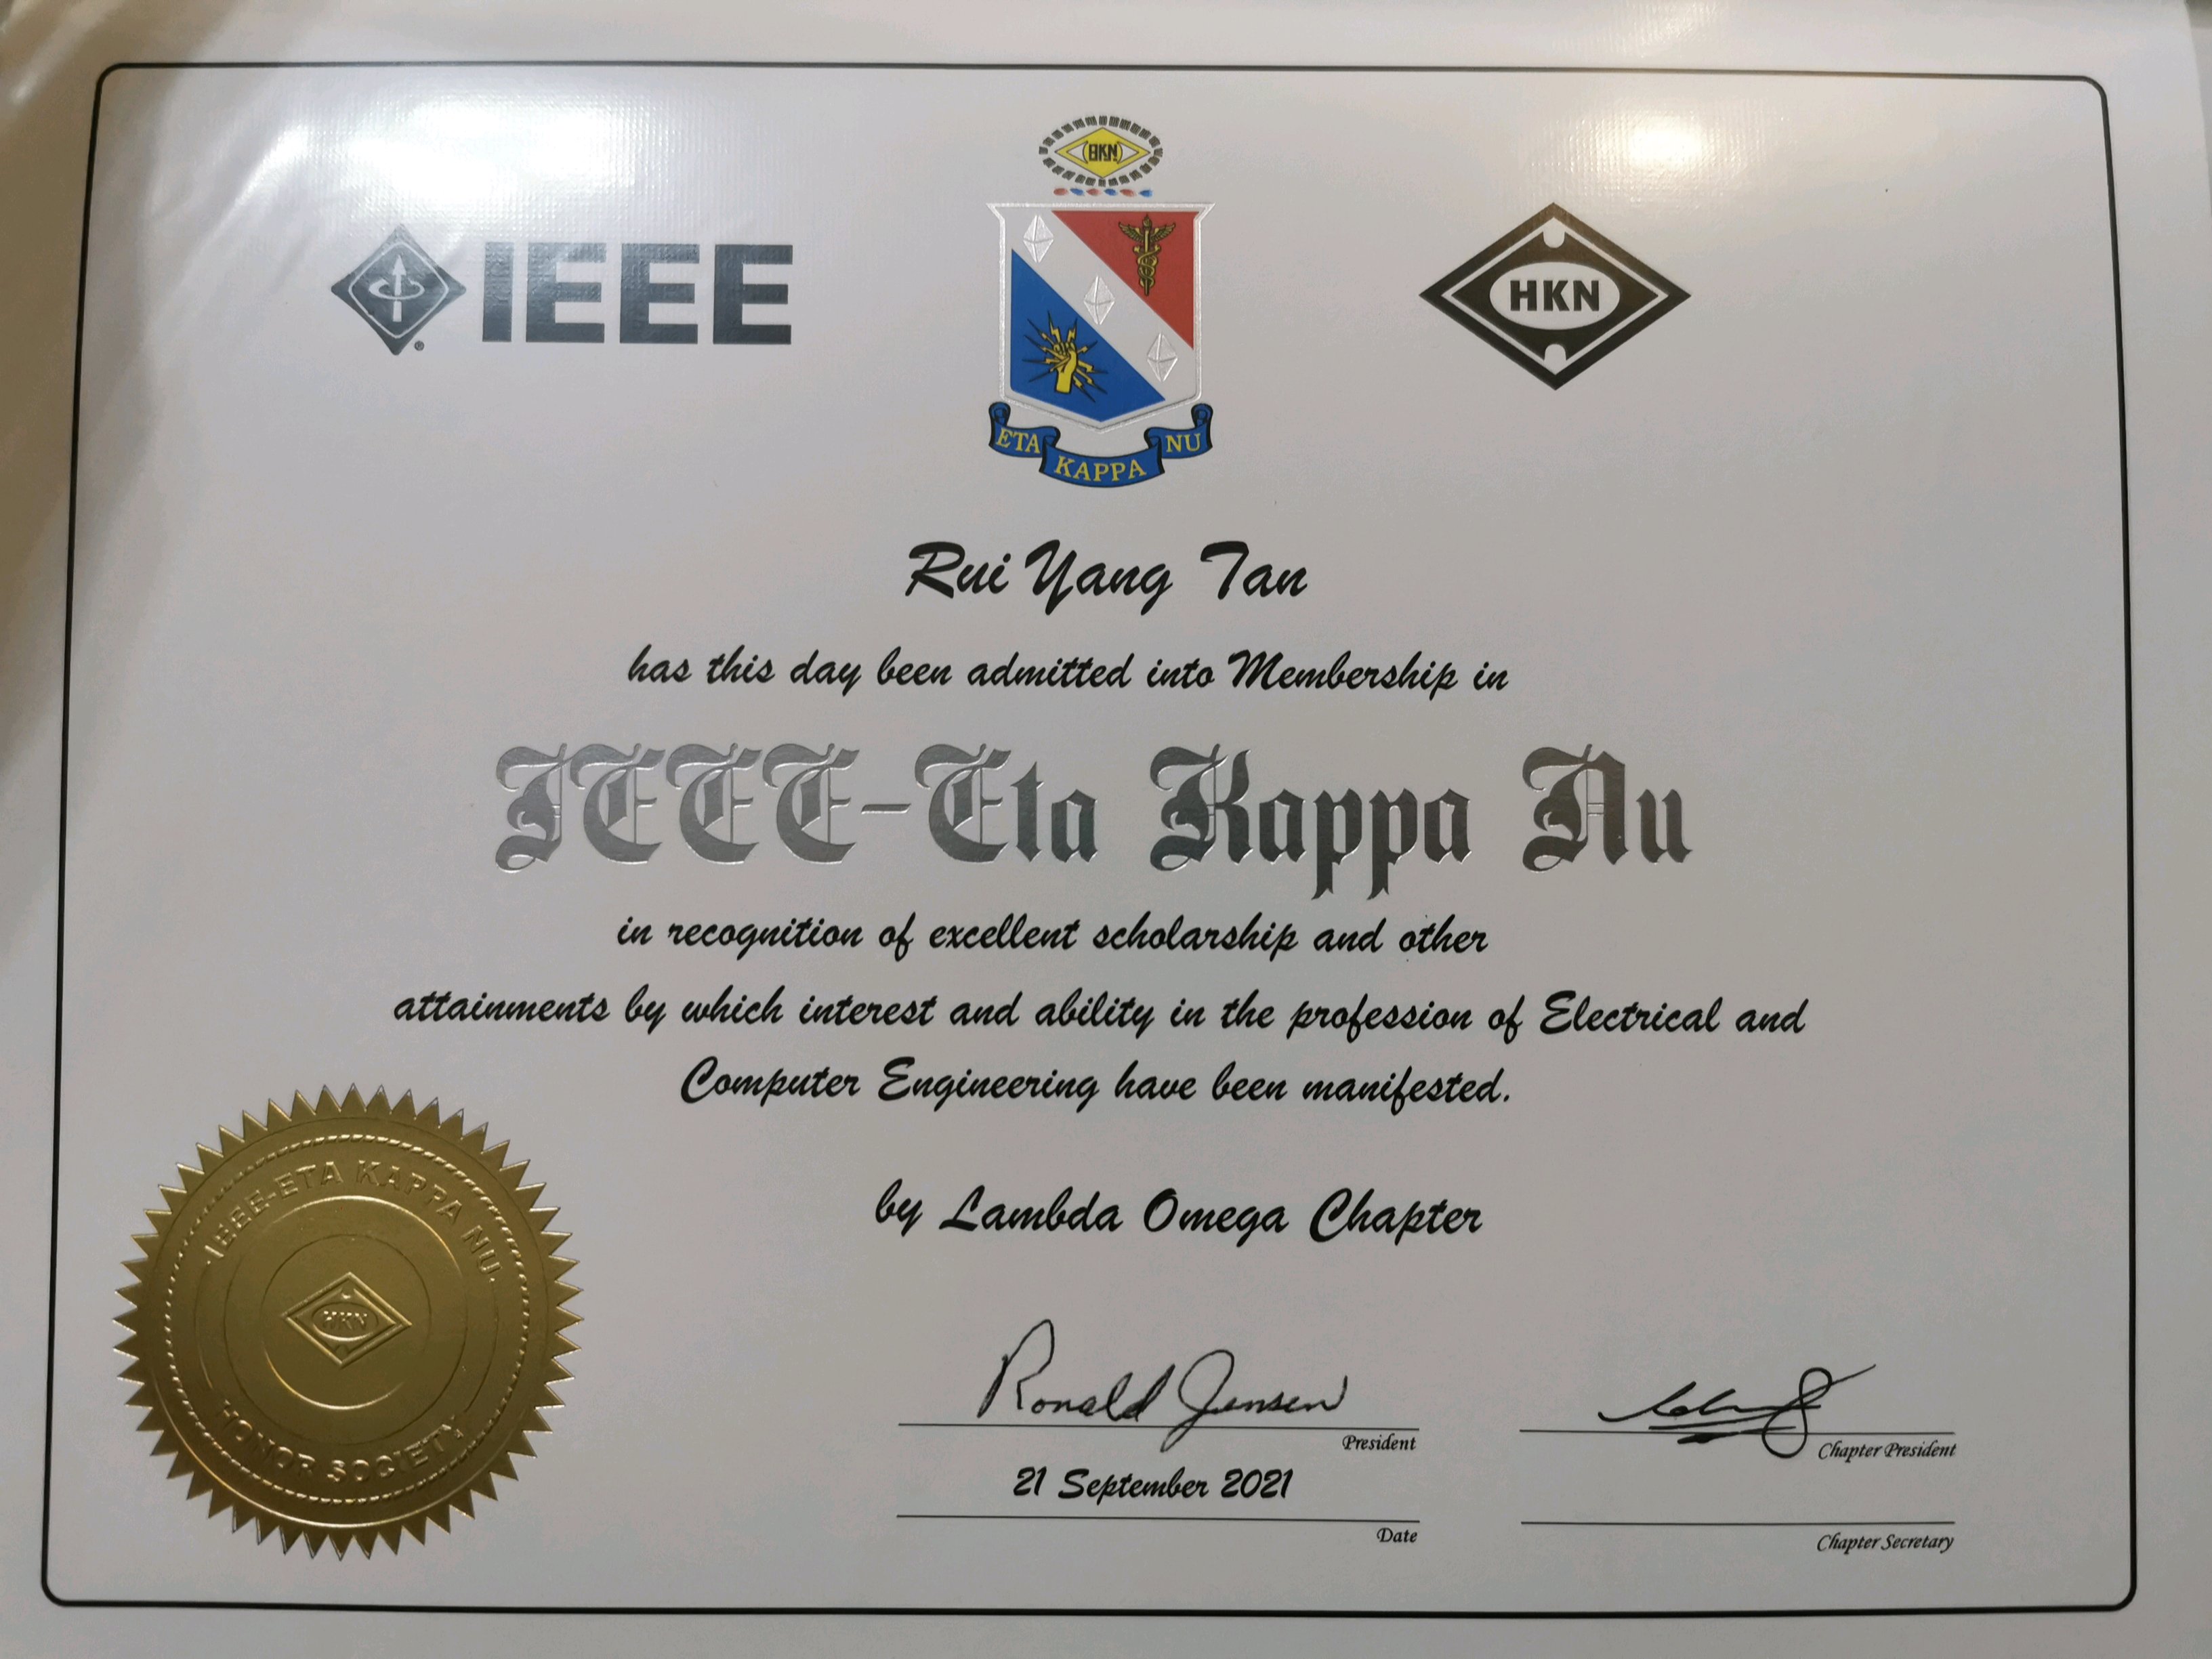 BKN
IEEE
HKN
ETA KAPPA NU
Rui Yang Tan
has this day been admitted into Membership in
IEEE-Eta Kappa Nu
in recognition of excellent scholarship and other
attainments by which interest and ability in the profession of Electrical and
Computer Engineering have been manifested.
by Lambda Omega Chapter
IEEE-ETA KAPPA NU
HKN
HONOR SOCIETY
Ronald Jensen
President
Chapter President
21 September 2021
Date
Chapter Secretary